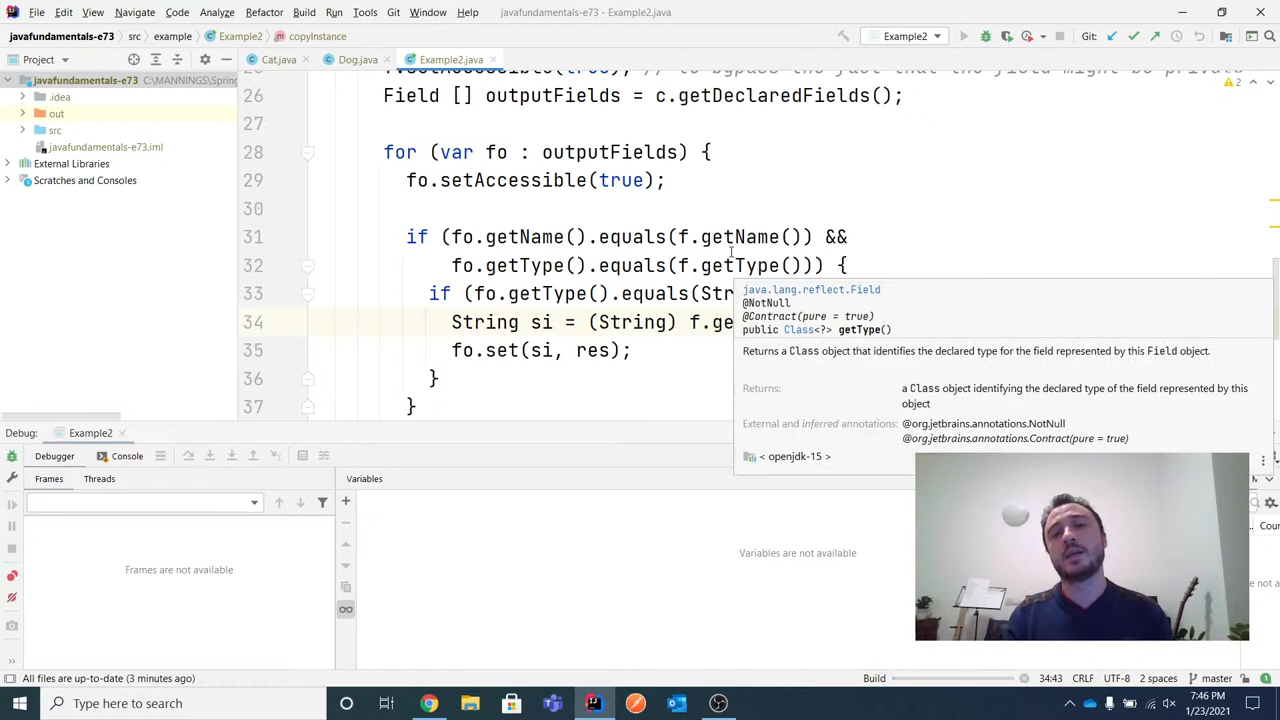 File Edit View Navigate Code Analyze Refactor Build Run Tools Git Window Help javafundamentals-e73 - Example2.java
javafundamentals-e73 src example Example2 copyInstance Example2 Git:
Project Cat.java Dog.java Example2.java
javafundamentals-e73 C:\MANNINGS\Spring
.idea
out
src
javafundamentals-e73.iml
External Libraries
Scratches and Consoles
2
26 Field [] outputFields = c.getDeclaredFields();
27
28 for (var fo : outputFields) {
29 fo.setAccessible(true);
30
31 if (fo.getName().equals(f.getName()) &&
32 fo.getType().equals(f.getType())) {
33 if (fo.getType().equals(Str
34 String si = (String) f.ge
35 fo.set(si, res);
36 }
37 }
java.lang.reflect.Field
@NotNull
@Contract(pure = true)
public Class<?> getType()
Returns a Class object that identifies the declared type for the field represented by this Field object.
Returns: a Class object identifying the declared type of the field represented by this
object
External and inferred annotations: @org.jetbrains.annotations.NotNull
@org.jetbrains.annotations.Contract(pure = true)
< openjdk-15 >
Debug: Example2
Debugger Console
Frames Threads Variables
Frames are not available
Variables are not available
All files are up-to-date (3 minutes ago) Build 34:43 CRLF UTF-8 2 spaces master
Type here to search
7:46 PM
1/23/2021